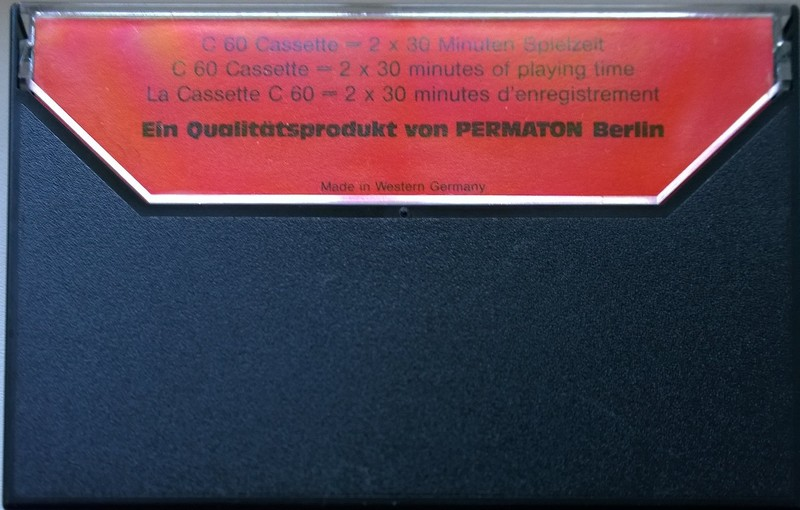 C 60 Cassette = 2 x 30 Minuten Spielzeit
C 60 Cassette = 2 x 30 minutes of playing time
La Cassette C 60 = 2 x 30 minutes d'enregistrement
Ein Qualitätsprodukt von PERMATON Berlin
Made in Western Germany